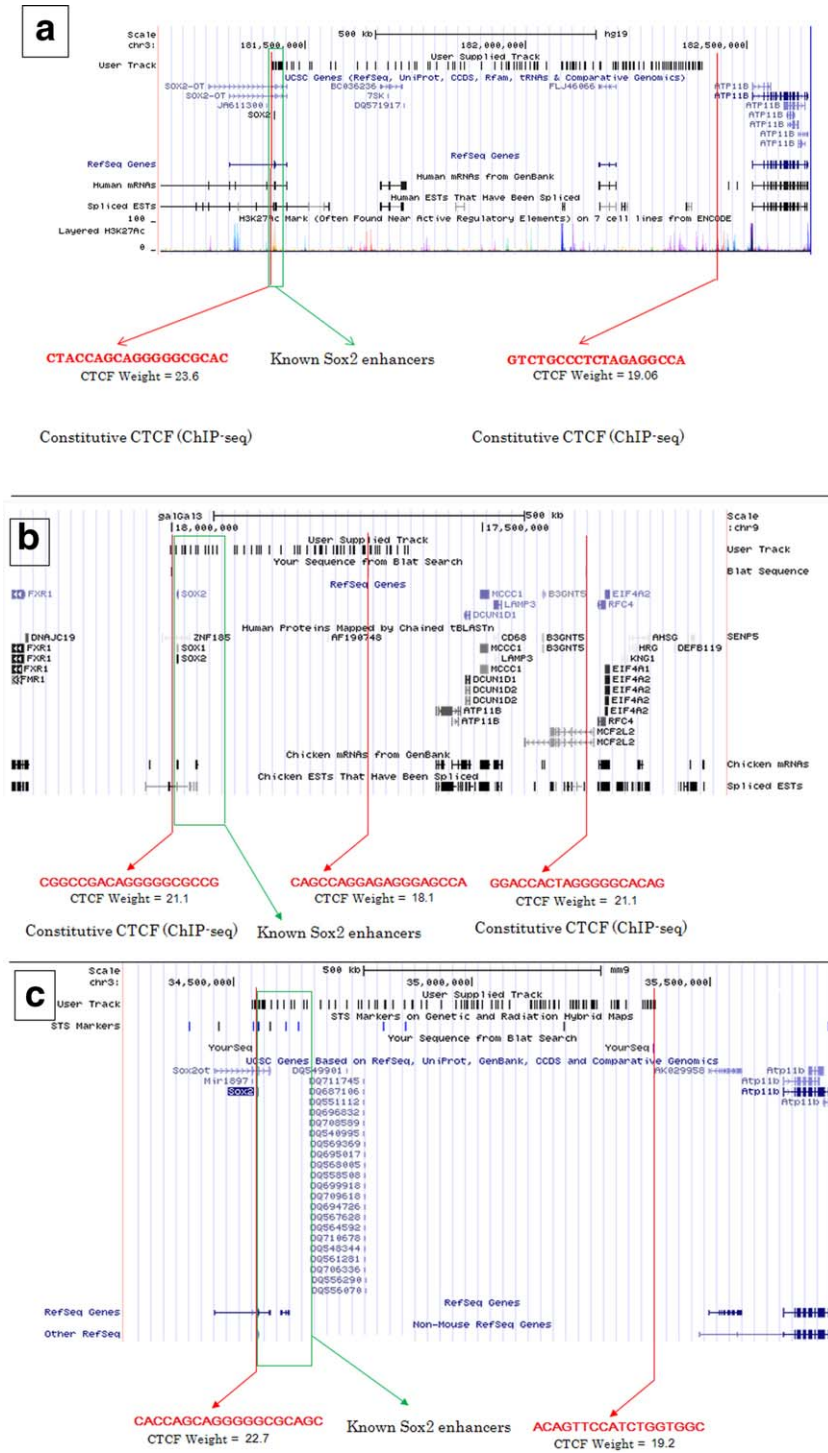 a
Scale 500 kb hg19
chr3: 181,500,000 182,000,000 182,500,000
User Supplied Track
User Track
UCSC Genes (RefSeq, UniProt, CCDS, Rfam, tRNAs & Comparative Genomics)
SOX2-OT BC036236 FLJ46066 ATP11B
SOX2-OT 7SK ATP11B
JA611300 DQ571917 ATP11B
SOX2 ATP11B
ATP11B
ATP11B
ATP11B
RefSeq Genes
RefSeq Genes
Human mRNAs from GenBank
Human mRNAs
Human ESTs That Have Been Spliced
Spliced ESTs
100 H3K27Ac Mark (Often Found Near Active Regulatory Elements) on 7 cell lines from ENCODE
Layered H3K27Ac
0
CTACCAGCAGGGGGCGCAC
CTCF Weight = 23.6
Known Sox2 enhancers
GTCTGCCCTCTAGAGGCCA
CTCF Weight = 19.06
Constitutive CTCF (ChIP-seq)
Constitutive CTCF (ChIP-seq)
b
galGal3 500 kb Scale
18,000,000 17,500,000 :chr9
User Supplied Track
User Track
Your Sequence from Blat Search
Blat Sequence
RefSeq Genes
FXR1 SOX2 MCCC1 B3GNT5 EIF4A2
LAMP3 RFC4
DCUN1D1
Human Proteins Mapped by Chained tBLASTn
DNAJC19 ZNF185 AF190748 CD68 B3GNT5 AHSG SENP5
FXR1 SOX1 MCCC1 B3GNT5 HRG DEFB119
FXR1 SOX2 LAMP3 KNG1
FXR1 MCCC1 EIF4A1
FMR1 DCUN1D1 EIF4A2
DCUN1D2 EIF4A2
DCUN1D2 EIF4A2
ATP11B EIF4A2
ATP11B RFC4
MCF2L2
MCF2L2
Chicken mRNAs from GenBank
Chicken mRNAs
Chicken ESTs That Have Been Spliced
Spliced ESTs
CGGCCGACAGGGGGCGCCG
CTCF Weight = 21.1
CAGCCAGGAGAGGGAGCCA
CTCF Weight = 18.1
GGACCACTAGGGGGCACAG
CTCF Weight = 21.1
Constitutive CTCF (ChIP-seq)
Known Sox2 enhancers
Constitutive CTCF (ChIP-seq)
c
Scale 500 kb mm9
chr3: 34,500,000 35,000,000 35,500,000
User Supplied Track
User Track
STS Markers on Genetic and Radiation Hybrid Maps
STS Markers
Your Sequence from Blat Search
YourSeq YourSeq
UCSC Genes Based on RefSeq, UniProt, GenBank, CCDS and Comparative Genomics
Sox2ot DQ549901 AK029958 Atp11b
Mir1897 DQ711745 Atp11b
Sox2 DQ687106 Atp11b
DQ551112 Atp11b
DQ696832
DQ708589
DQ540995
DQ569369
DQ695017
DQ568005
DQ558508
DQ699918
DQ709618
DQ694726
DQ567628
DQ564592
DQ710678
DQ548344
DQ561281
DQ706336
DQ556290
DQ556070
RefSeq Genes
RefSeq Genes
Non-Mouse RefSeq Genes
Other RefSeq
CACCAGCAGGGGGCGCAGC
CTCF Weight = 22.7
Known Sox2 enhancers
ACAGTTCCATCTGGTGGC
CTCF Weight = 19.2